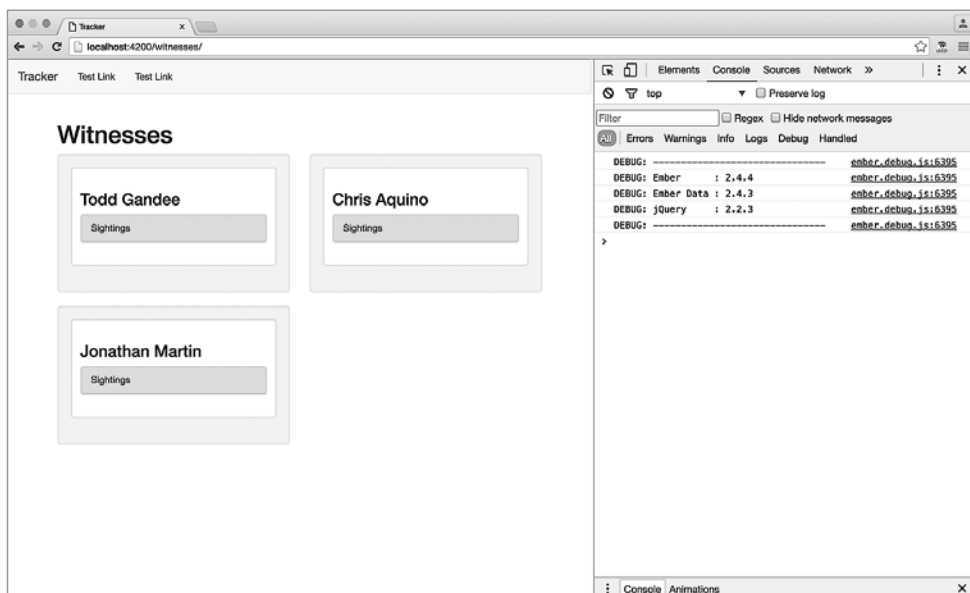 Tracker
localhost:4200/witnesses/
Tracker Test Link Test Link
Witnesses
Todd Gandee
Sightings
Chris Aquino
Sightings
Jonathan Martin
Sightings
Elements Console Sources Network »
top Preserve log
Filter Regex Hide network messages
All Errors Warnings Info Logs Debug Handled
DEBUG: ------------------------------- ember.debug.js:6395
DEBUG: Ember : 2.4.4 ember.debug.js:6395
DEBUG: Ember Data : 2.4.3 ember.debug.js:6395
DEBUG: jQuery : 2.2.3 ember.debug.js:6395
DEBUG: ------------------------------- ember.debug.js:6395
>
Console Animations